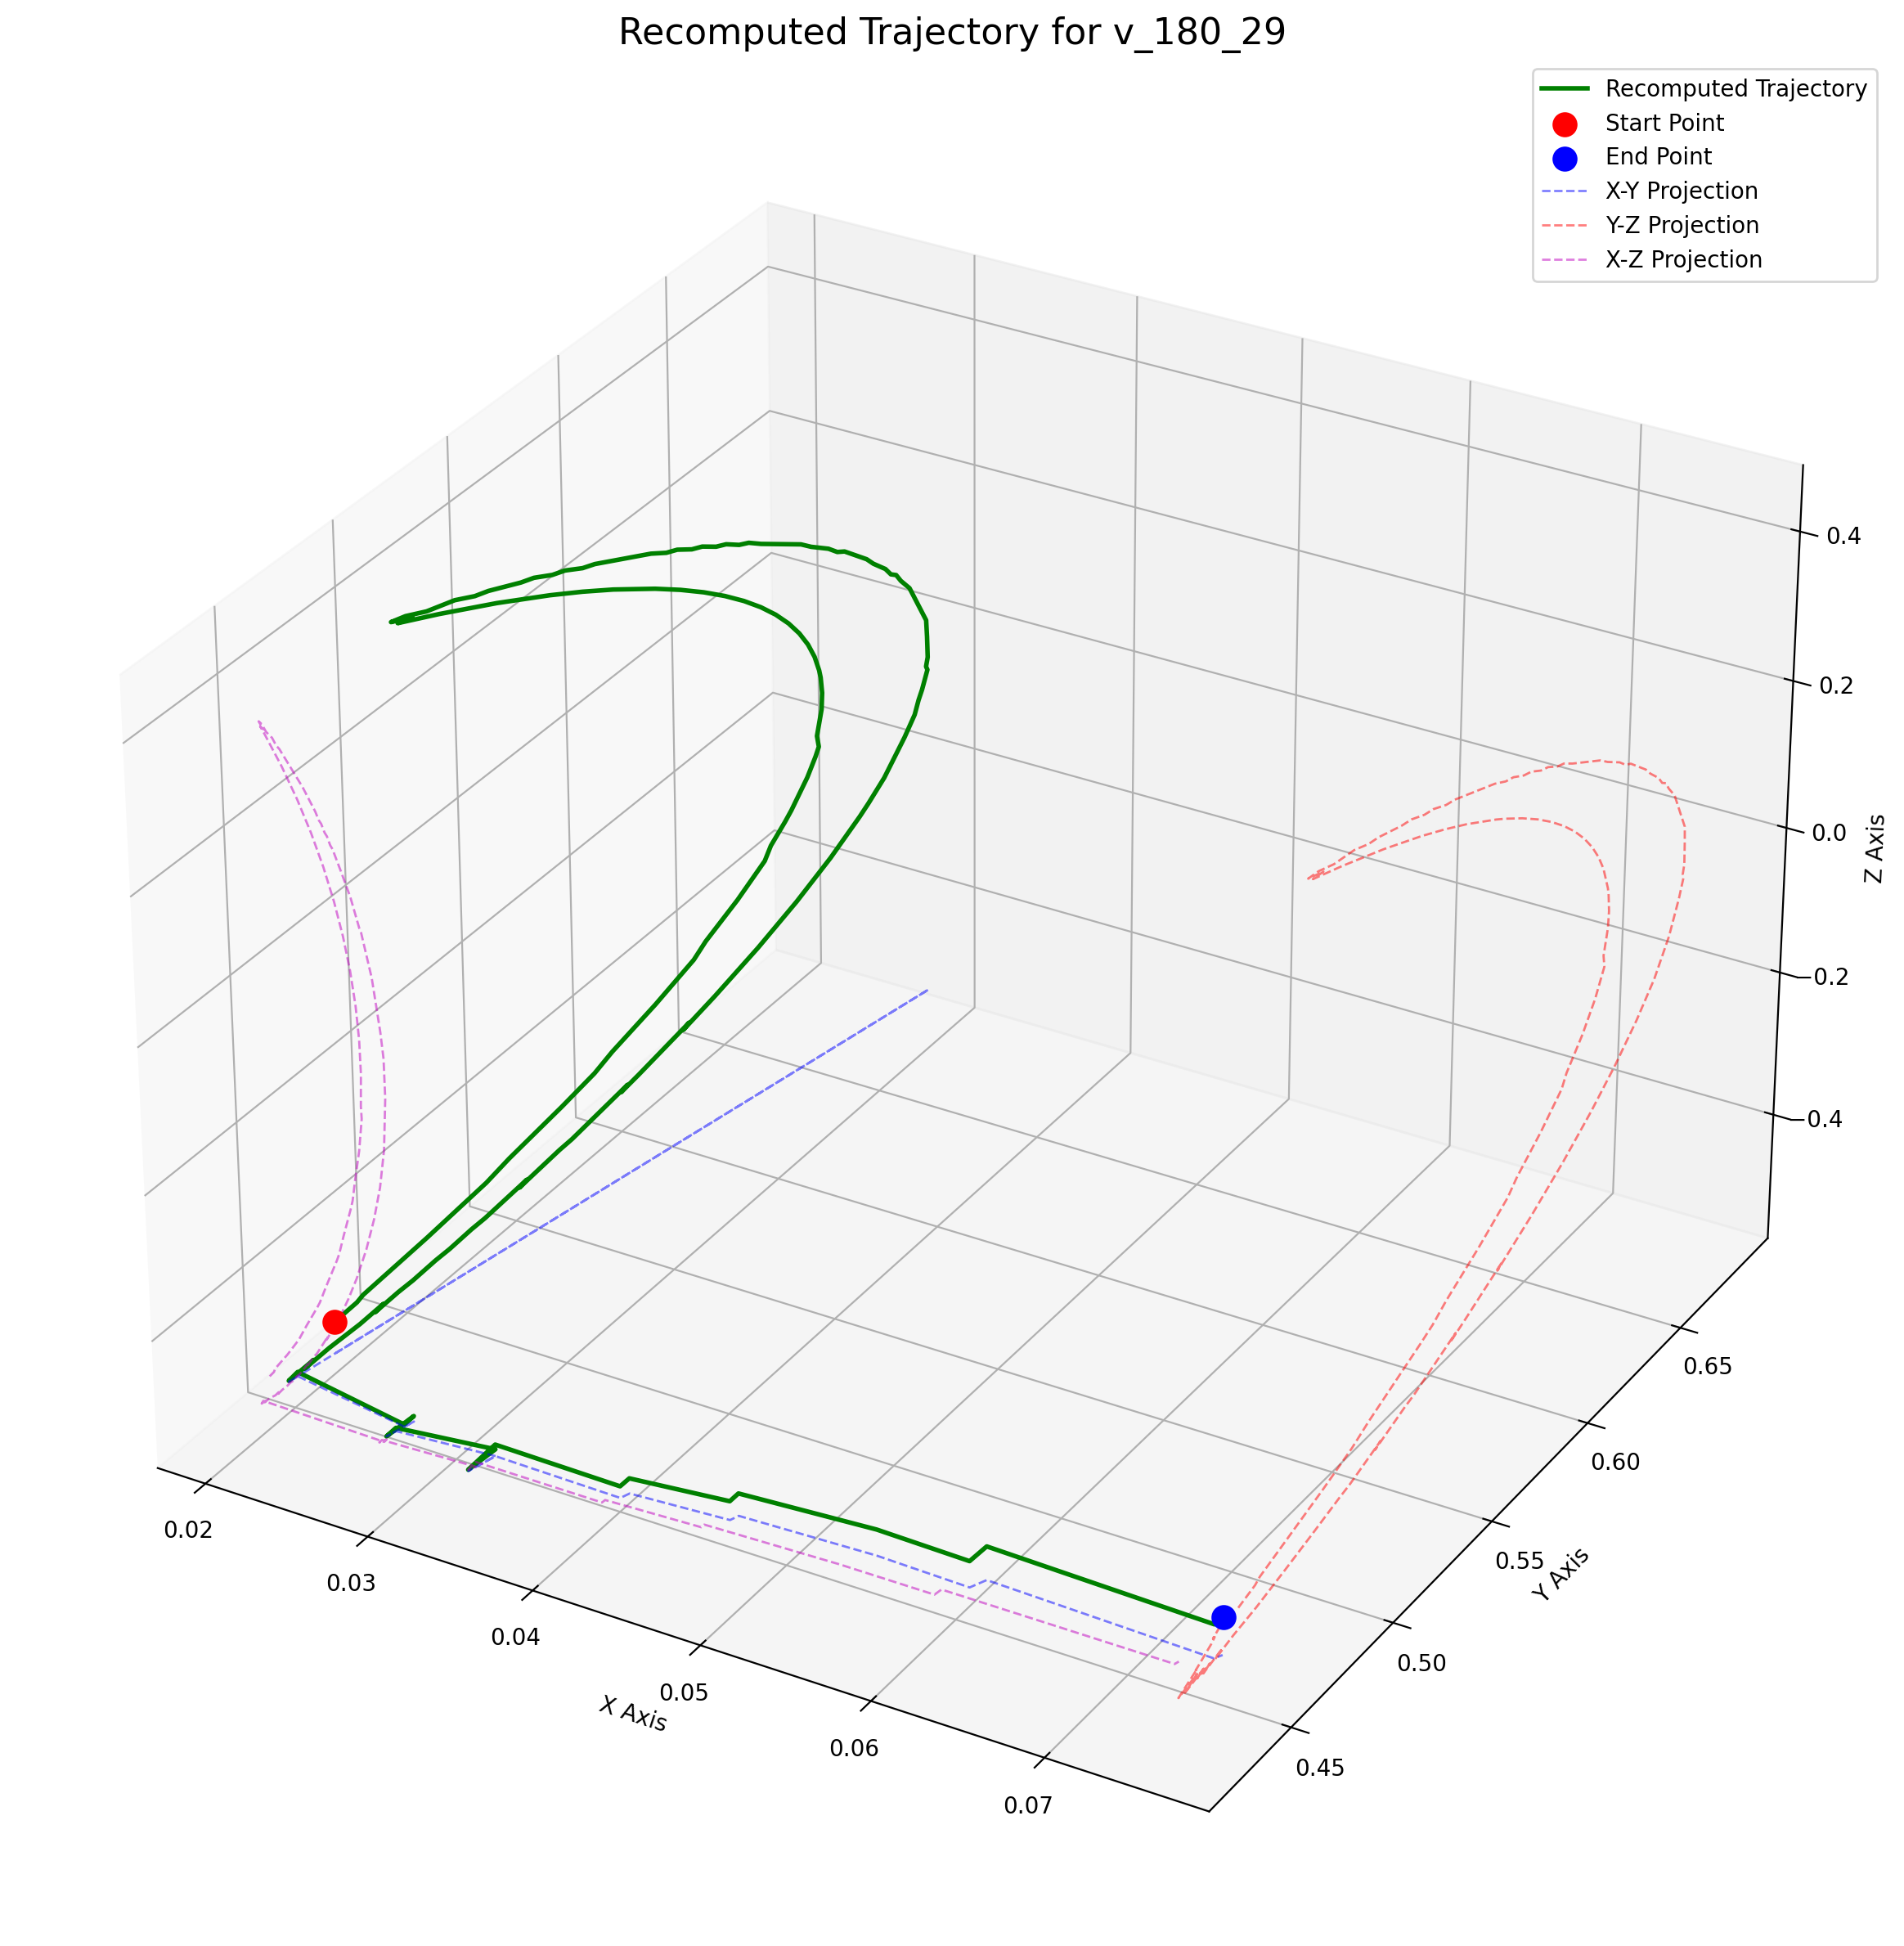 Recomputed Trajectory for v_180_29
Recomputed Trajectory
Start Point
End Point
X-Y Projection
Y-Z Projection
X-Z Projection
0.4
0.2
0.0
0.2
0.4
Z Axis
0.65
0.60
0.55
0.50
0.45
Y Axis
0.02
0.03
0.04
0.05
0.06
0.07
X Axis